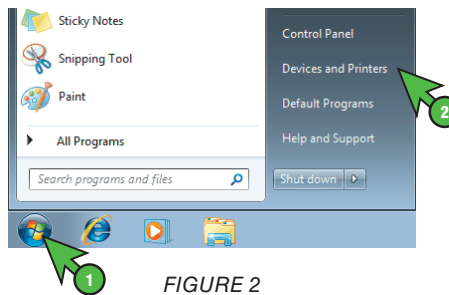 Sticky Notes
Snipping Tool
Paint
All Programs
Search programs and files
Control Panel
Devices and Printers
Default Programs
Help and Support
Shut down
1
2
FIGURE 2